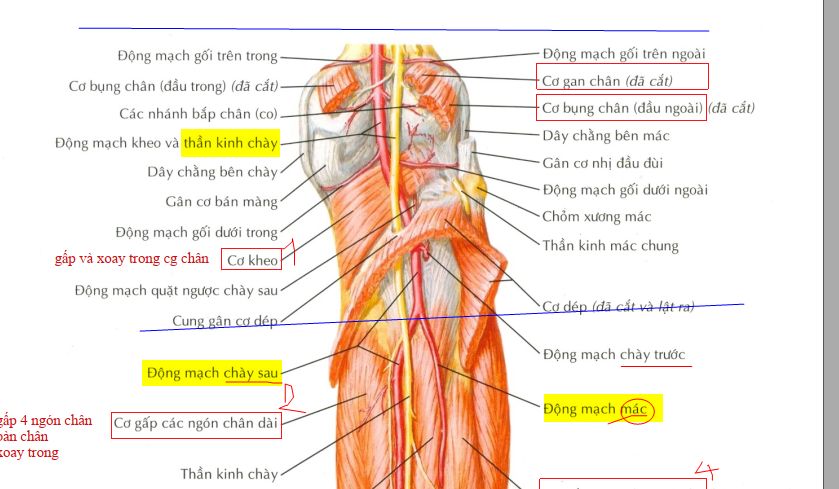 Động mạch gối trên trong
Động mạch gối trên ngoài
Cơ bụng chân (đầu trong) (đã cắt)
Cơ gan chân (đã cắt)
Các nhánh bắp chân (co)
Cơ bụng chân (đầu ngoài) (đã cắt)
Động mạch kheo và thần kinh chày
Dây chằng bên mác
Dây chằng bên chày
Gân cơ nhị đầu đùi
Gân cơ bán màng
Động mạch gối dưới ngoài
Động mạch gối dưới trong
Chỏm xương mác
gấp và xoay trong cg chân
Cơ kheo
1
Thần kinh mác chung
Động mạch quặt ngược chày sau
Cơ dép (đã cắt và lật ra)
Cung gân cơ dép
Động mạch chày trước
Động mạch chày sau
Động mạch mác
2
gấp 4 ngón chân
Cơ gấp các ngón chân dài
bàn chân
xoay trong
Thần kinh chày
4